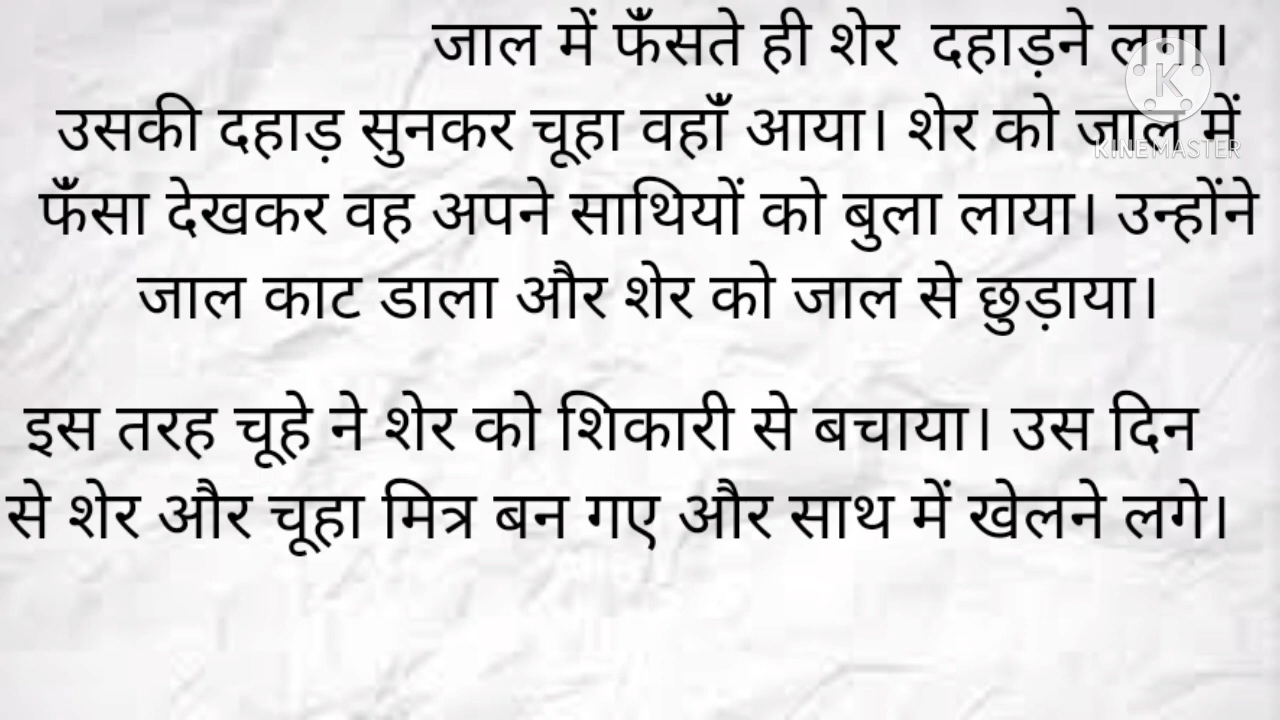 जाल में फँसते ही शेर दहाड़ने लगा।
उसकी दहाड़ सुनकर चूहा वहाँ आया। शेर को जाल में
फँसा देखकर वह अपने साथियों को बुला लाया। उन्होंने
जाल काट डाला और शेर को जाल से छुड़ाया।
इस तरह चूहे ने शेर को शिकारी से बचाया। उस दिन
से शेर और चूहा मित्र बन गए और साथ में खेलने लगे।
K
KINEMASTER